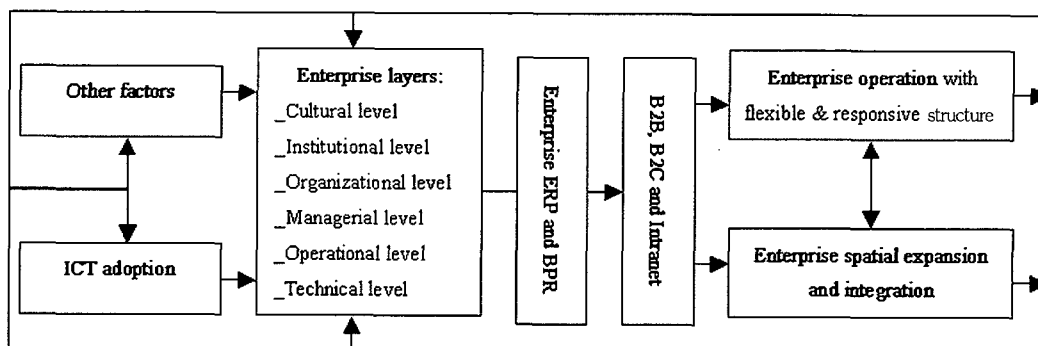 Other factors
ICT adoption
Enterprise layers:
_Cultural level
_Institutional level
_Organizational level
_Managerial level
_Operational level
_Technical level
Enterprise ERP and BPR
B2B, B2C and Intranet
Enterprise operation with
flexible & responsive structure
Enterprise spatial expansion
and integration